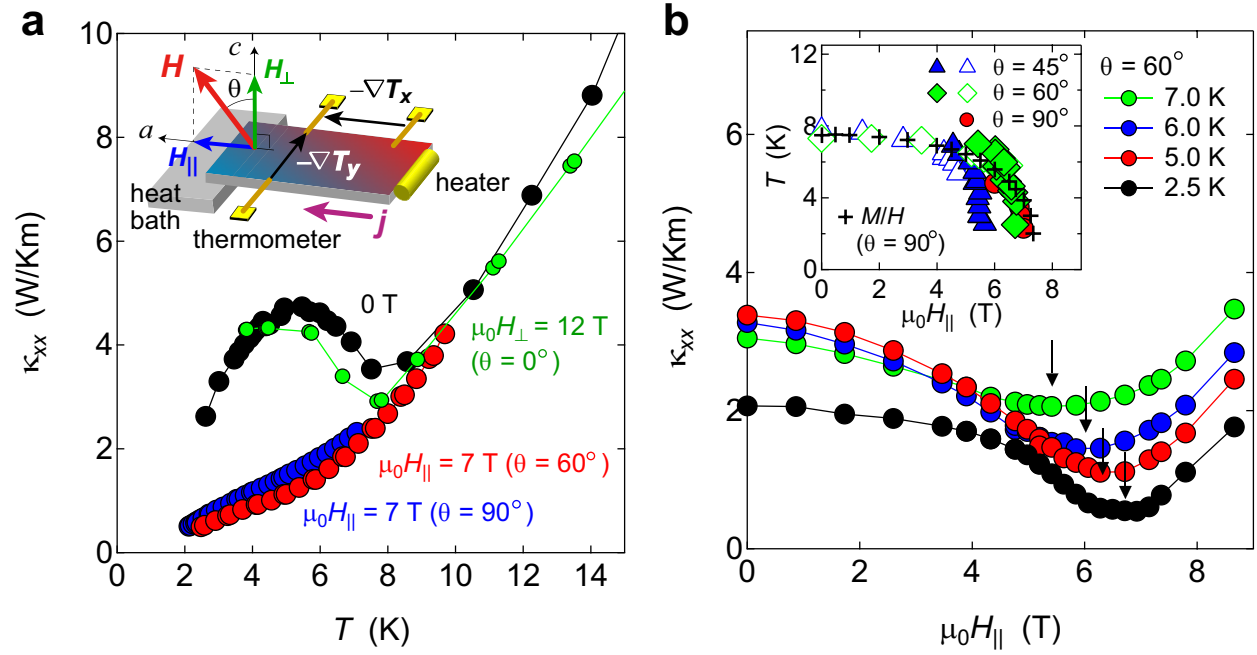 a
10
8
6
4
2
0
κxx (W/Km)
0 2 4 6 8 10 12 14
T (K)
H
c
H⊥
θ
a
H||
−∇Tx
−∇Ty
heat
bath
thermometer
heater
j
0 T
μ0H⊥ = 12 T
(θ = 0°)
μ0H|| = 7 T (θ = 60°)
μ0H|| = 7 T (θ = 90°)
b
6
4
2
0
κxx (W/Km)
0 2 4 6 8
μ0H|| (T)
12
8
4
0
T (K)
0 2 4 6 8
μ0H|| (T)
θ = 45°
θ = 60°
θ = 90°
+ M/H
(θ = 90°)
θ = 60°
7.0 K
6.0 K
5.0 K
2.5 K